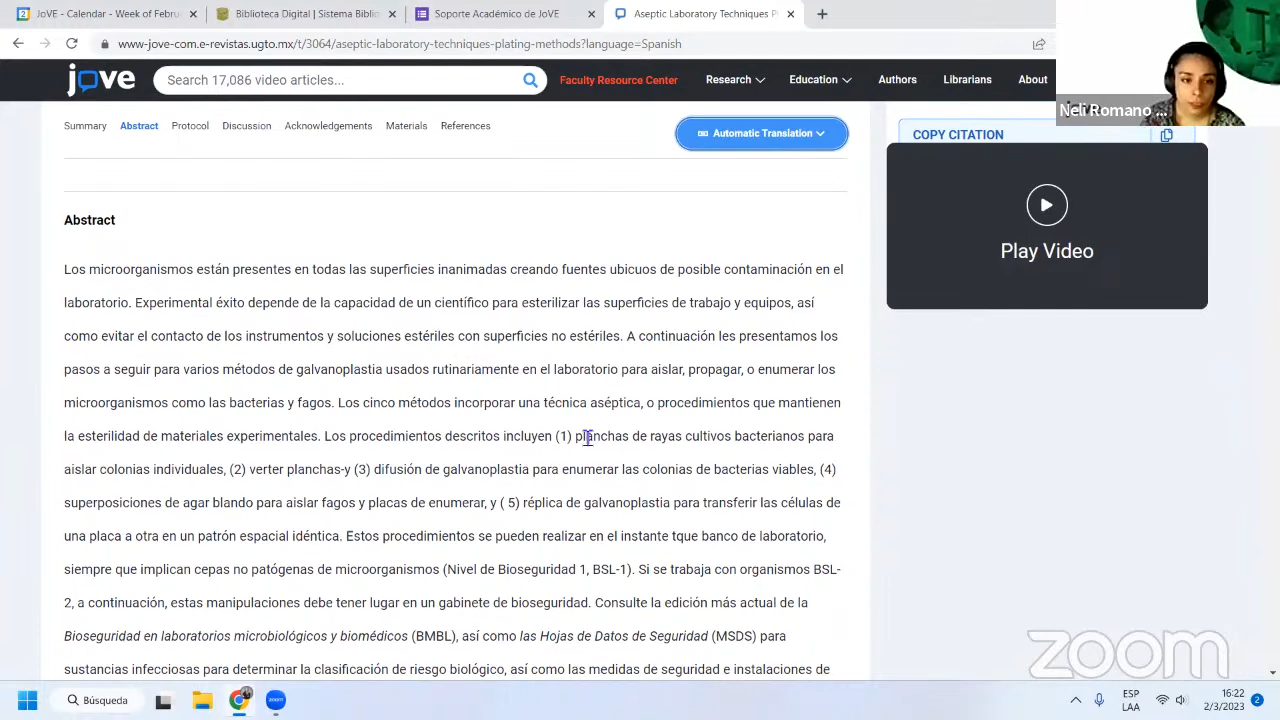 JoVE - Calendar - Week of Febru
Biblioteca Digital | Sistema Biblio
Soporte Académico de JoVE
Aseptic Laboratory Techniques Pl
www-jove-com.e-revistas.ugto.mx/t/3064/aseptic-laboratory-techniques-plating-methods?language=Spanish
jove
Search 17,086 video articles...
Faculty Resource Center
Research
Education
Authors
Librarians
About
Neli Romano ...
Summary
Abstract
Protocol
Discussion
Acknowledgements
Materials
References
Automatic Translation
COPY CITATION
Play Video
Abstract
Los microorganismos están presentes en todas las superficies inanimadas creando fuentes ubicuos de posible contaminación en el
laboratorio. Experimental éxito depende de la capacidad de un científico para esterilizar las superficies de trabajo y equipos, así
como evitar el contacto de los instrumentos y soluciones estériles con superficies no estériles. A continuación les presentamos los
pasos a seguir para varios métodos de galvanoplastia usados rutinariamente en el laboratorio para aislar, propagar, o enumerar los
microorganismos como las bacterias y fagos. Los cinco métodos incorporar una técnica aséptica, o procedimientos que mantienen
la esterilidad de materiales experimentales. Los procedimientos descritos incluyen (1) planchas de rayas cultivos bacterianos para
aislar colonias individuales, (2) verter planchas-y (3) difusión de galvanoplastia para enumerar las colonias de bacterias viables, (4)
superposiciones de agar blando para aislar fagos y placas de enumerar, y ( 5) réplica de galvanoplastia para transferir las células de
una placa a otra en un patrón espacial idéntica. Estos procedimientos se pueden realizar en el instante tque banco de laboratorio,
siempre que implican cepas no patógenas de microorganismos (Nivel de Bioseguridad 1, BSL-1). Si se trabaja con organismos BSL-
2, a continuación, estas manipulaciones debe tener lugar en un gabinete de bioseguridad. Consulte la edición más actual de la
Bioseguridad en laboratorios microbiológicos y biomédicos (BMBL), así como las Hojas de Datos de Seguridad (MSDS) para
sustancias infecciosas para determinar la clasificación de riesgo biológico, así como las medidas de seguridad e instalaciones de
zoom
Búsqueda
zoom
ESP
LAA
16:22
2/3/2023
2